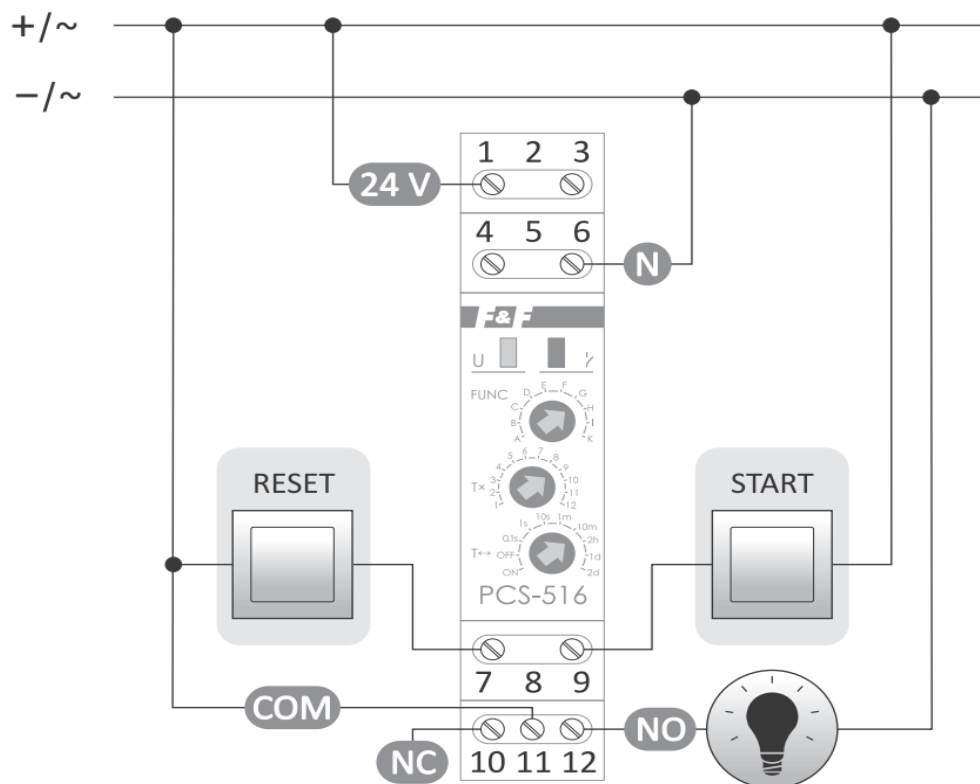 +/~
−/~
1 2 3
24 V
4 5 6
N
F&F
U
FUNC
A B C D E F G H I K
RESET
START
T×
1 2 3 4 5 6 7 8 9 10 11 12
T↔
ON OFF 0,1s 1s 10s 1m 10m 2h 1d 2d
PCS-516
7 8 9
COM
NO
NC
10 11 12